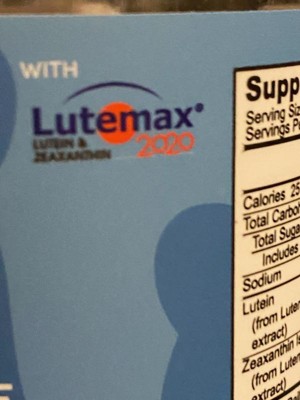 WITH
Lutemax®
LUTEIN &
ZEAXANTHIN
2020
Supp
Serving Siz
Servings P
Calories 25
Total Carbo
Total Suga
Includes
Sodium
Lutein
(from Lute
extract)
Zeaxanthin
(from Lute
extract)